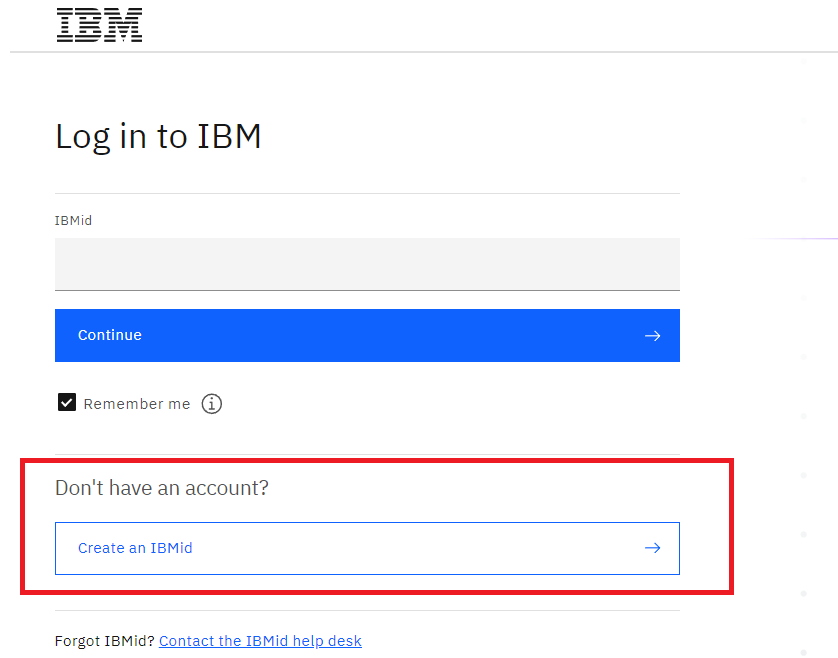 IBM
Log in to IBM
IBMid
Continue
Remember me
Don't have an account?
Create an IBMid
Forgot IBMid? Contact the IBMid help desk